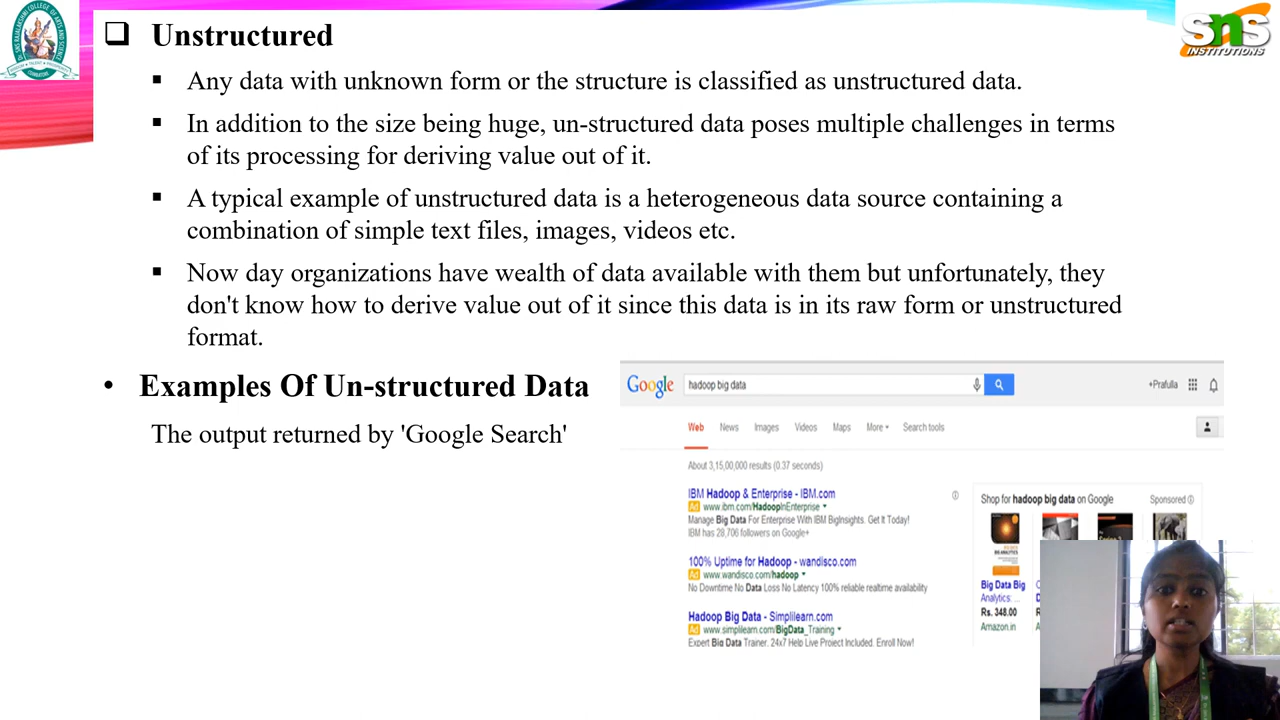 Unstructured
Any data with unknown form or the structure is classified as unstructured data.
In addition to the size being huge, un-structured data poses multiple challenges in terms
of its processing for deriving value out of it.
A typical example of unstructured data is a heterogeneous data source containing a
combination of simple text files, images, videos etc.
Now day organizations have wealth of data available with them but unfortunately, they
don't know how to derive value out of it since this data is in its raw form or unstructured
format.
Examples Of Un-structured Data
The output returned by 'Google Search'
sns
INSTITUTIONS
Google hadoop big data +Prafulla
Web News Images Videos Maps More Search tools
About 3,15,00,000 results (0.37 seconds)
IBM Hadoop & Enterprise - IBM.com
Ad www.ibm.com/HadoopInEnterprise
Manage Big Data For Enterprise With IBM BigInsights. Get It Today!
IBM has 28,706 followers on Google+
100% Uptime for Hadoop - wandisco.com
Ad www.wandisco.com/hadoop
No Downtime No Data Loss No Latency 100% reliable realtime availability
Hadoop Big Data - Simplilearn.com
Ad www.simplilearn.com/BigData_Training
Expert Big Data Trainer. 24x7 Help Live Project Included. Enroll Now!
Shop for hadoop big data on Google Sponsored
Big Data Big
Analytics: ...
Rs. 348.00
Amazon.in